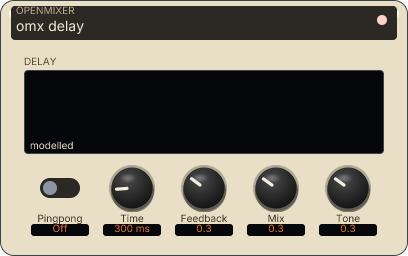 OPENMIXER
omx delay
DELAY
modelled
Pingpong Time Feedback Mix Tone
Off 300 ms 0.3 0.3 0.3